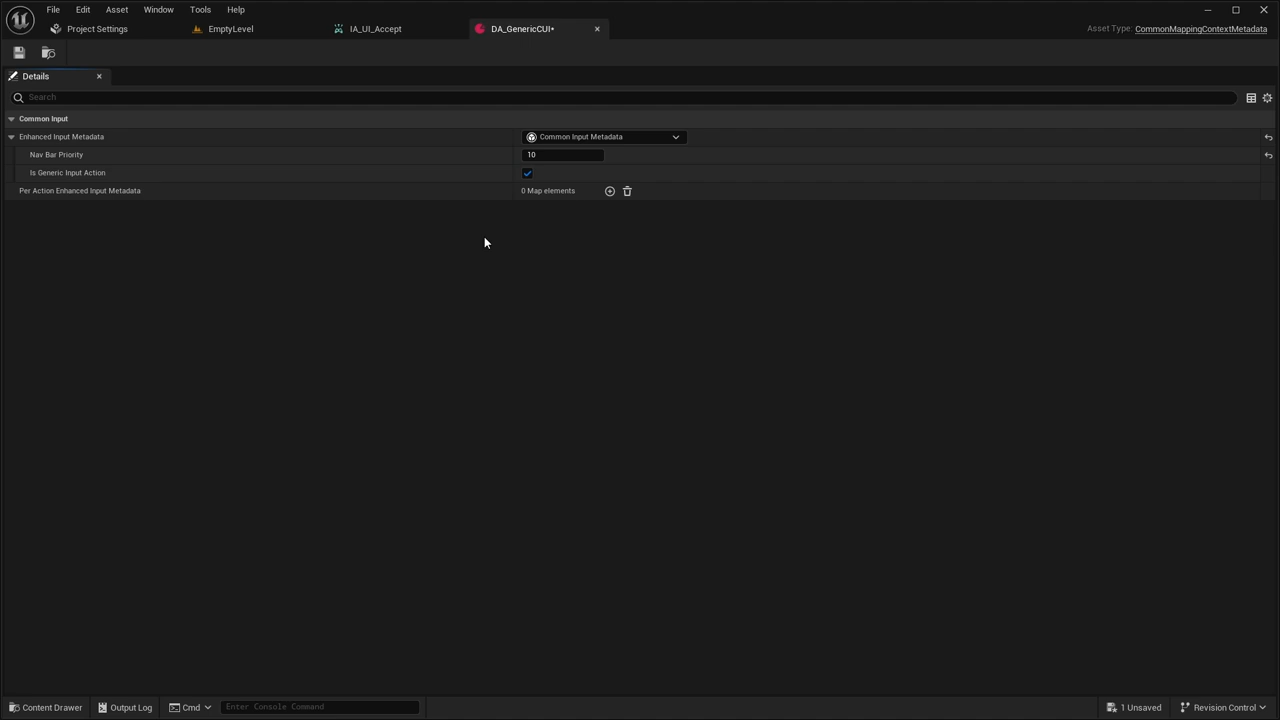 File Edit Asset Window Tools Help
Project Settings EmptyLevel IA_UI_Accept DA_GenericCUI* Asset Type: CommonMappingContextMetadata
Details
Search
Common Input
Enhanced Input Metadata Common Input Metadata
Nav Bar Priority 10
Is Generic Input Action
Per Action Enhanced Input Metadata 0 Map elements
Content Drawer Output Log Cmd Enter Console Command 1 Unsaved Revision Control